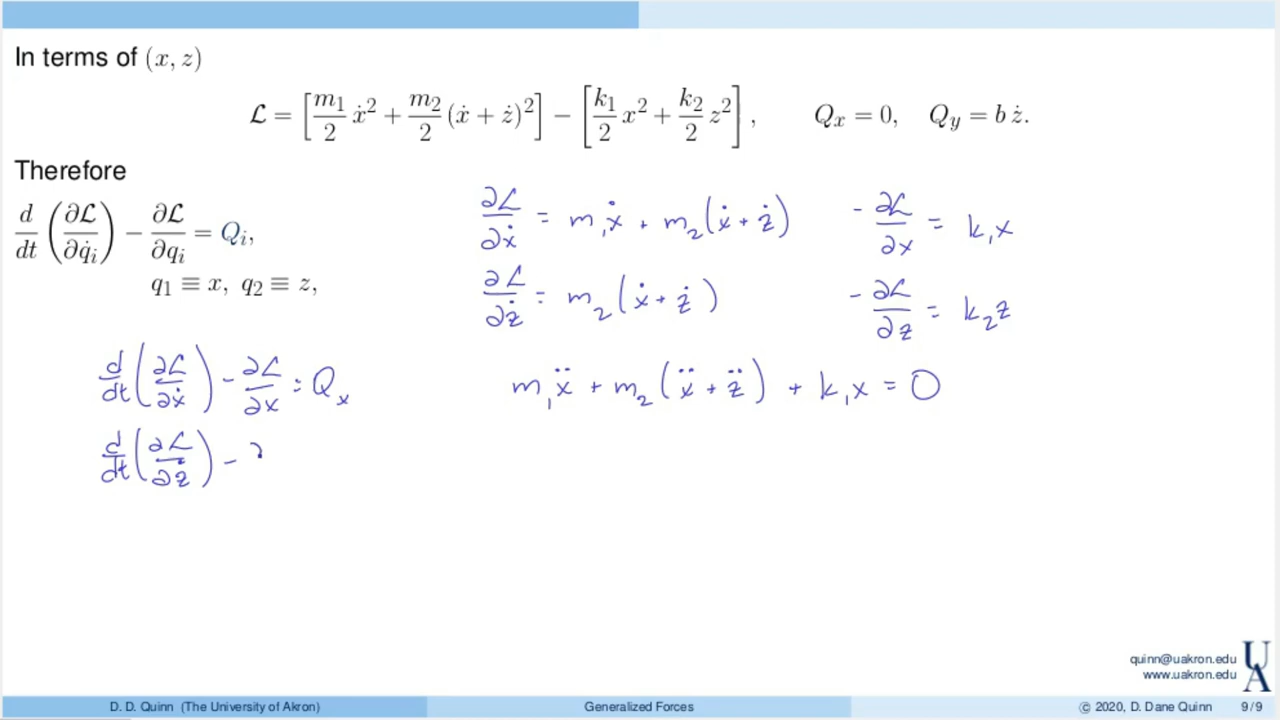 In terms of (x, z)
ℒ = [m₁/2 ẋ² + m₂/2 (ẋ + ż)²] − [k₁/2 x² + k₂/2 z²], Qₓ = 0, Q_y = b ż.
Therefore
d/dt (∂ℒ/∂q̇ᵢ) − ∂ℒ/∂qᵢ = Qᵢ,
q₁ ≡ x, q₂ ≡ z,
∂ℒ/∂ẋ = m₁ẋ + m₂(ẋ + ż) − ∂ℒ/∂x = k₁x
∂ℒ/∂ż = m₂(ẋ + ż) − ∂ℒ/∂z = k₂z
d/dt (∂ℒ/∂ẋ) − ∂ℒ/∂x = Qₓ m₁ẍ + m₂(ẍ + z̈) + k₁x = 0
d/dt (∂ℒ/∂ż) − ∂
quinn@uakron.edu
www.uakron.edu
UA
D. D. Quinn (The University of Akron) Generalized Forces © 2020, D. Dane Quinn 9/9